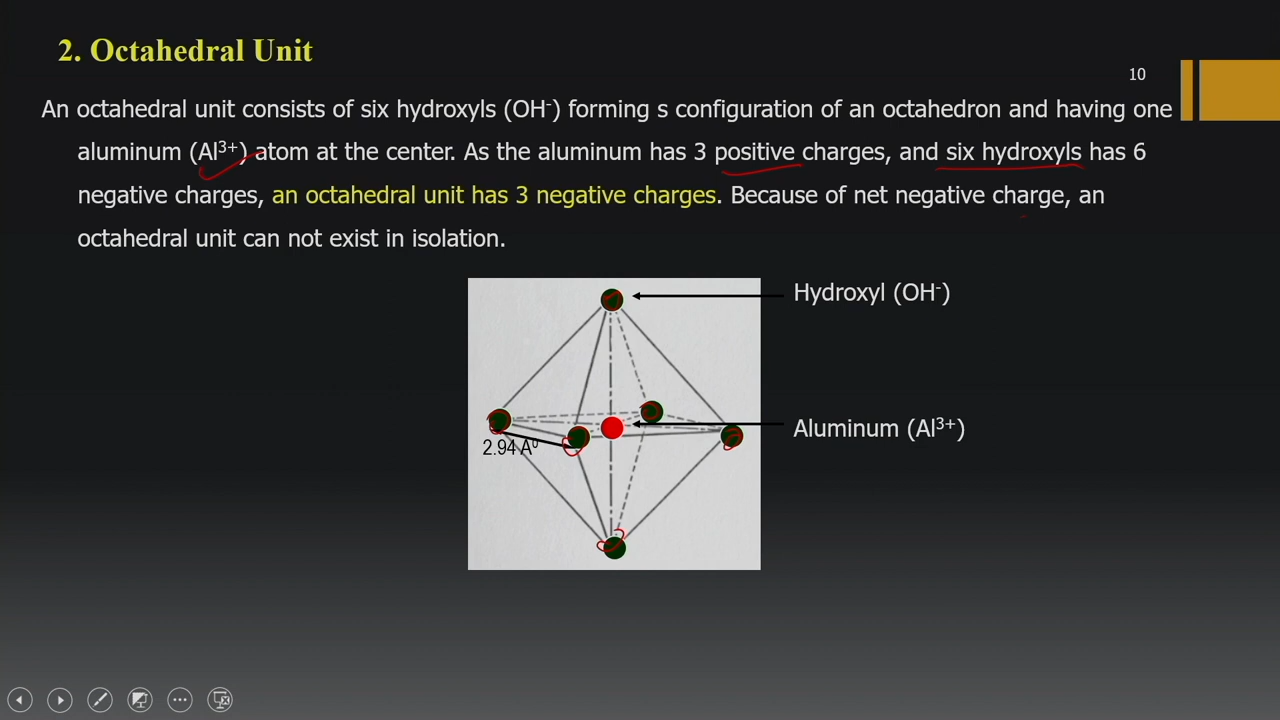 2. Octahedral Unit
10
An octahedral unit consists of six hydroxyls (OH⁻) forming s configuration of an octahedron and having one
aluminum (Al³⁺) atom at the center. As the aluminum has 3 positive charges, and six hydroxyls has 6
negative charges, an octahedral unit has 3 negative charges. Because of net negative charge, an
octahedral unit can not exist in isolation.
Hydroxyl (OH⁻)
Aluminum (Al³⁺)
2.94 A⁰